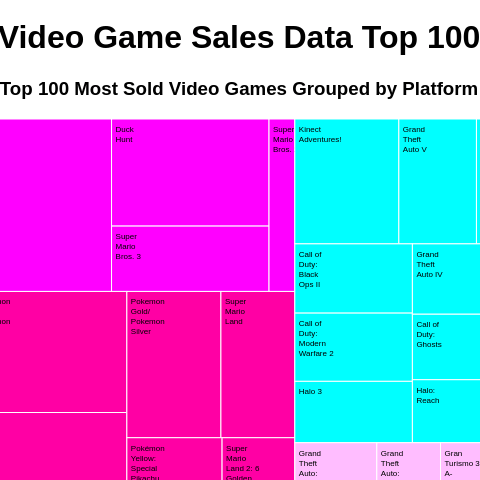 Video Game Sales Data Top 100
Top 100 Most Sold Video Games Grouped by Platform
Duck
Hunt
Super
Mario
Bros.
Kinect
Adventures!
Grand
Theft
Auto V
Super
Mario
Bros. 3
Call of
Duty:
Black
Ops II
Grand
Theft
Auto IV
Pokemon
Gold/
Pokemon
Silver
Super
Mario
Land
Call of
Duty:
Modern
Warfare 2
Call of
Duty:
Ghosts
Halo 3
Halo:
Reach
Pokemon
Yellow:
Special
Pikachu
Super
Mario
Land 2: 6
Golden
Grand
Theft
Auto:
Grand
Theft
Auto:
Gran
Turismo 3:
A-